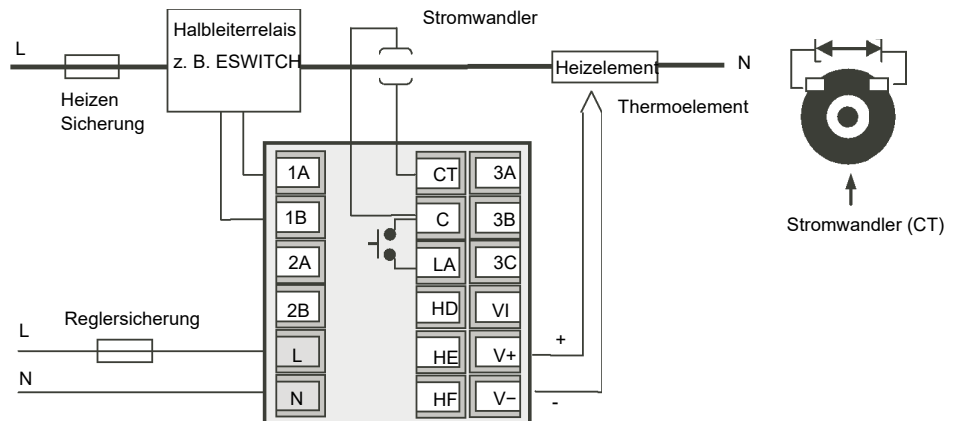 Stromwandler
L
Halbleiterrelais
z. B. ESWITCH
Heizelement
N
Heizen
Sicherung
Thermoelement
Stromwandler (CT)
1A
CT
3A
1B
C
3B
2A
LA
3C
2B
HD
VI
Reglersicherung
L
L
HE
V+
+
N
N
HF
V−
-